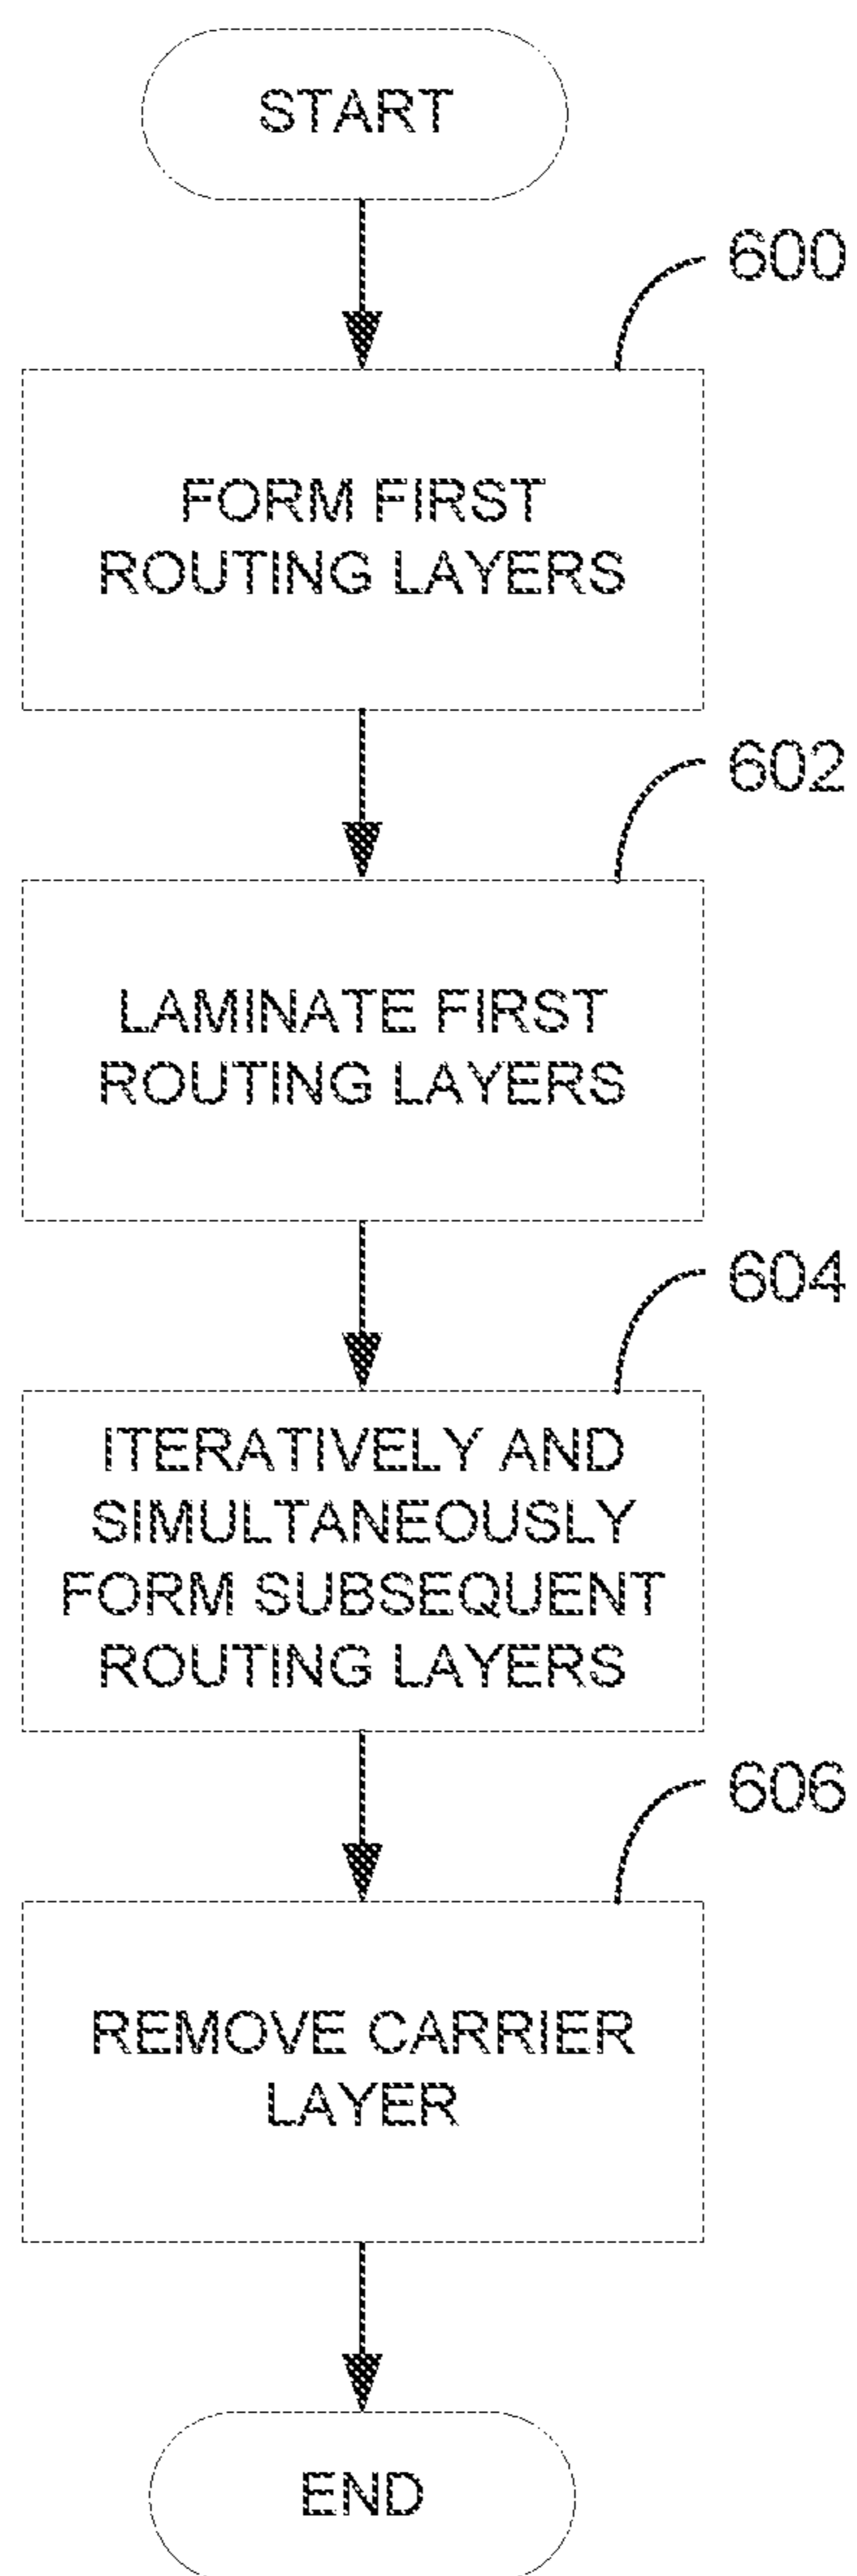 START
600
FORM FIRST
ROUTING LAYERS
602
LAMINATE FIRST
ROUTING LAYERS
604
ITERATIVELY AND
SIMULTANEOUSLY
FORM SUBSEQUENT
ROUTING LAYERS
606
REMOVE CARRIER
LAYER
END